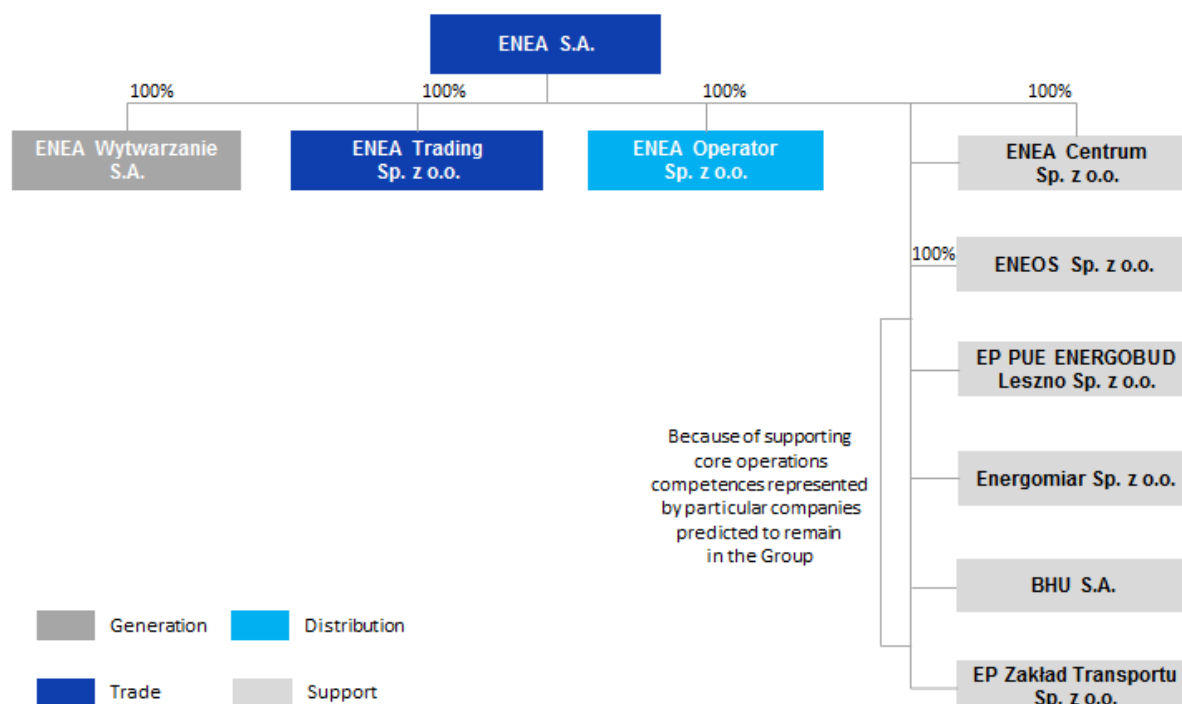 ENEA S.A.
100%
100%
100%
100%
ENEA Wytwarzanie
S.A.
ENEA Trading
Sp. z o.o.
ENEA Operator
Sp. z o.o.
ENEA Centrum
Sp. z o.o.
100%
ENEOS Sp. z o.o.
EP PUE ENERGOBUD
Leszno Sp. z o.o.
Because of supporting
core operations
competences represented
by particular companies
predicted to remain
in the Group
Energomiar Sp. z o.o.
BHU S.A.
EP Zakład Transportu
Sp. z o.o.
Generation
Distribution
Trade
Support